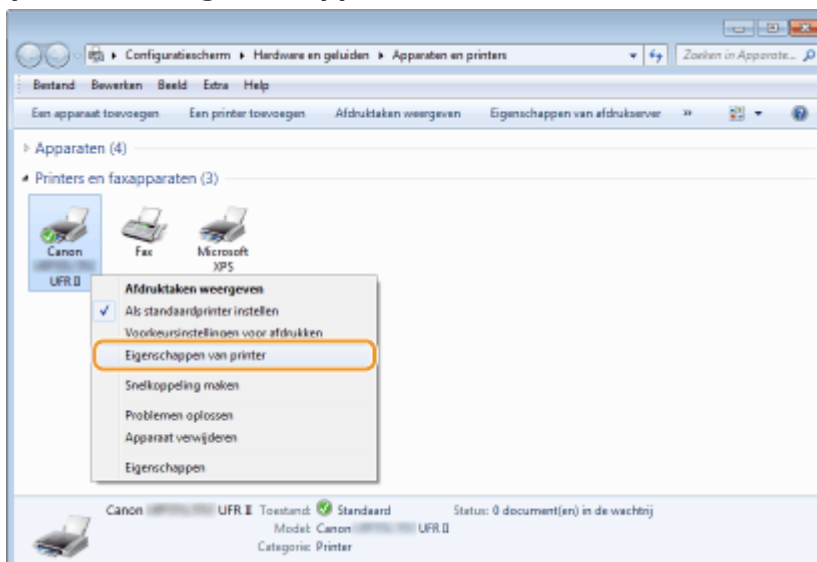 Configuratiescherm Hardware en geluiden Apparaten en printers
Zoeken in Apparate...
Bestand Bewerken Beeld Extra Help
Een apparaat toevoegen Een printer toevoegen Afdruktaken weergeven Eigenschappen van afdrukserver »
Apparaten (4)
Printers en faxapparaten (3)
Canon
UFR II
Fax
Microsoft
XPS
Afdruktaken weergeven
Als standaardprinter instellen
Voorkeursinstellingen voor afdrukken
Eigenschappen van printer
Snelkoppeling maken
Problemen oplossen
Apparaat verwijderen
Eigenschappen
Canon UFR II Toestand: Standaard Status: 0 document(en) in de wachtrij
Model: Canon UFR II
Categorie: Printer